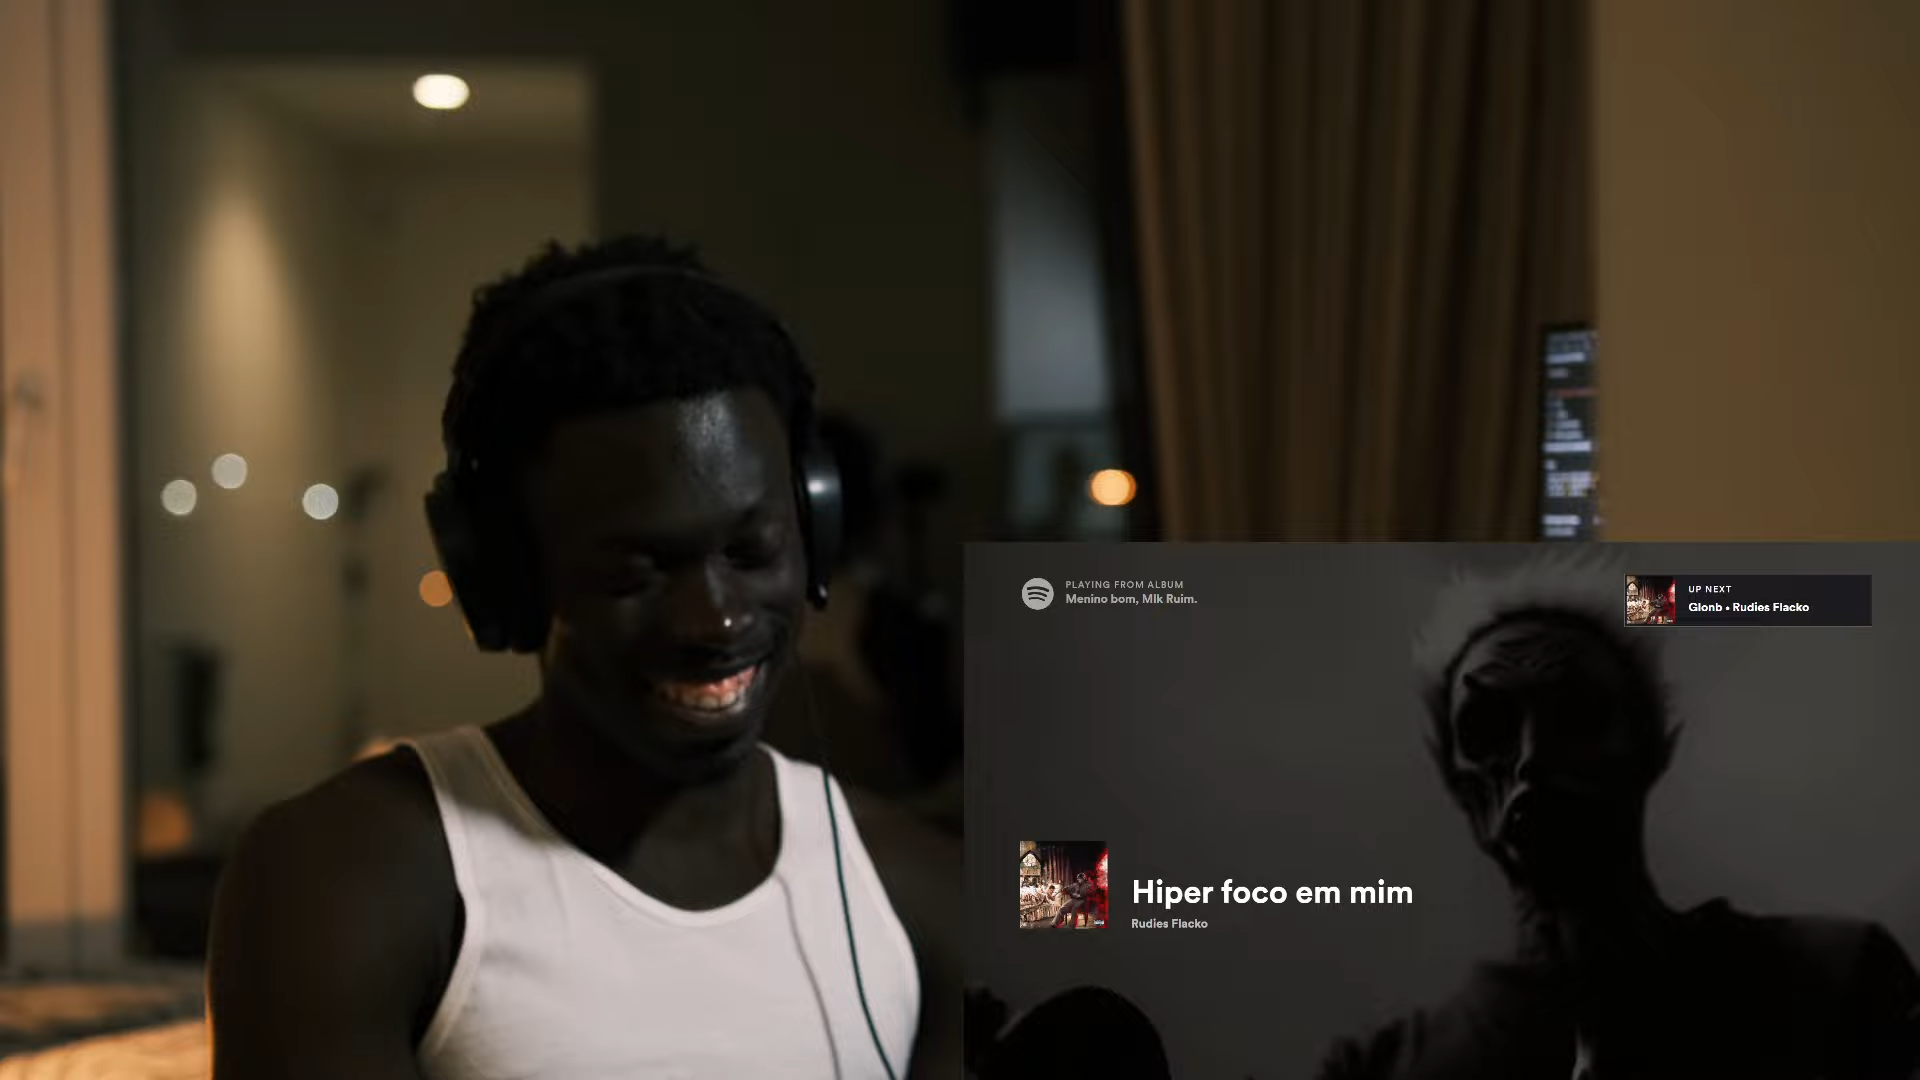 PLAYING FROM ALBUM
Menino bom, Mlk Ruim.
UP NEXT
Glonb • Rudies Flacko
Hiper foco em mim
Rudies Flacko